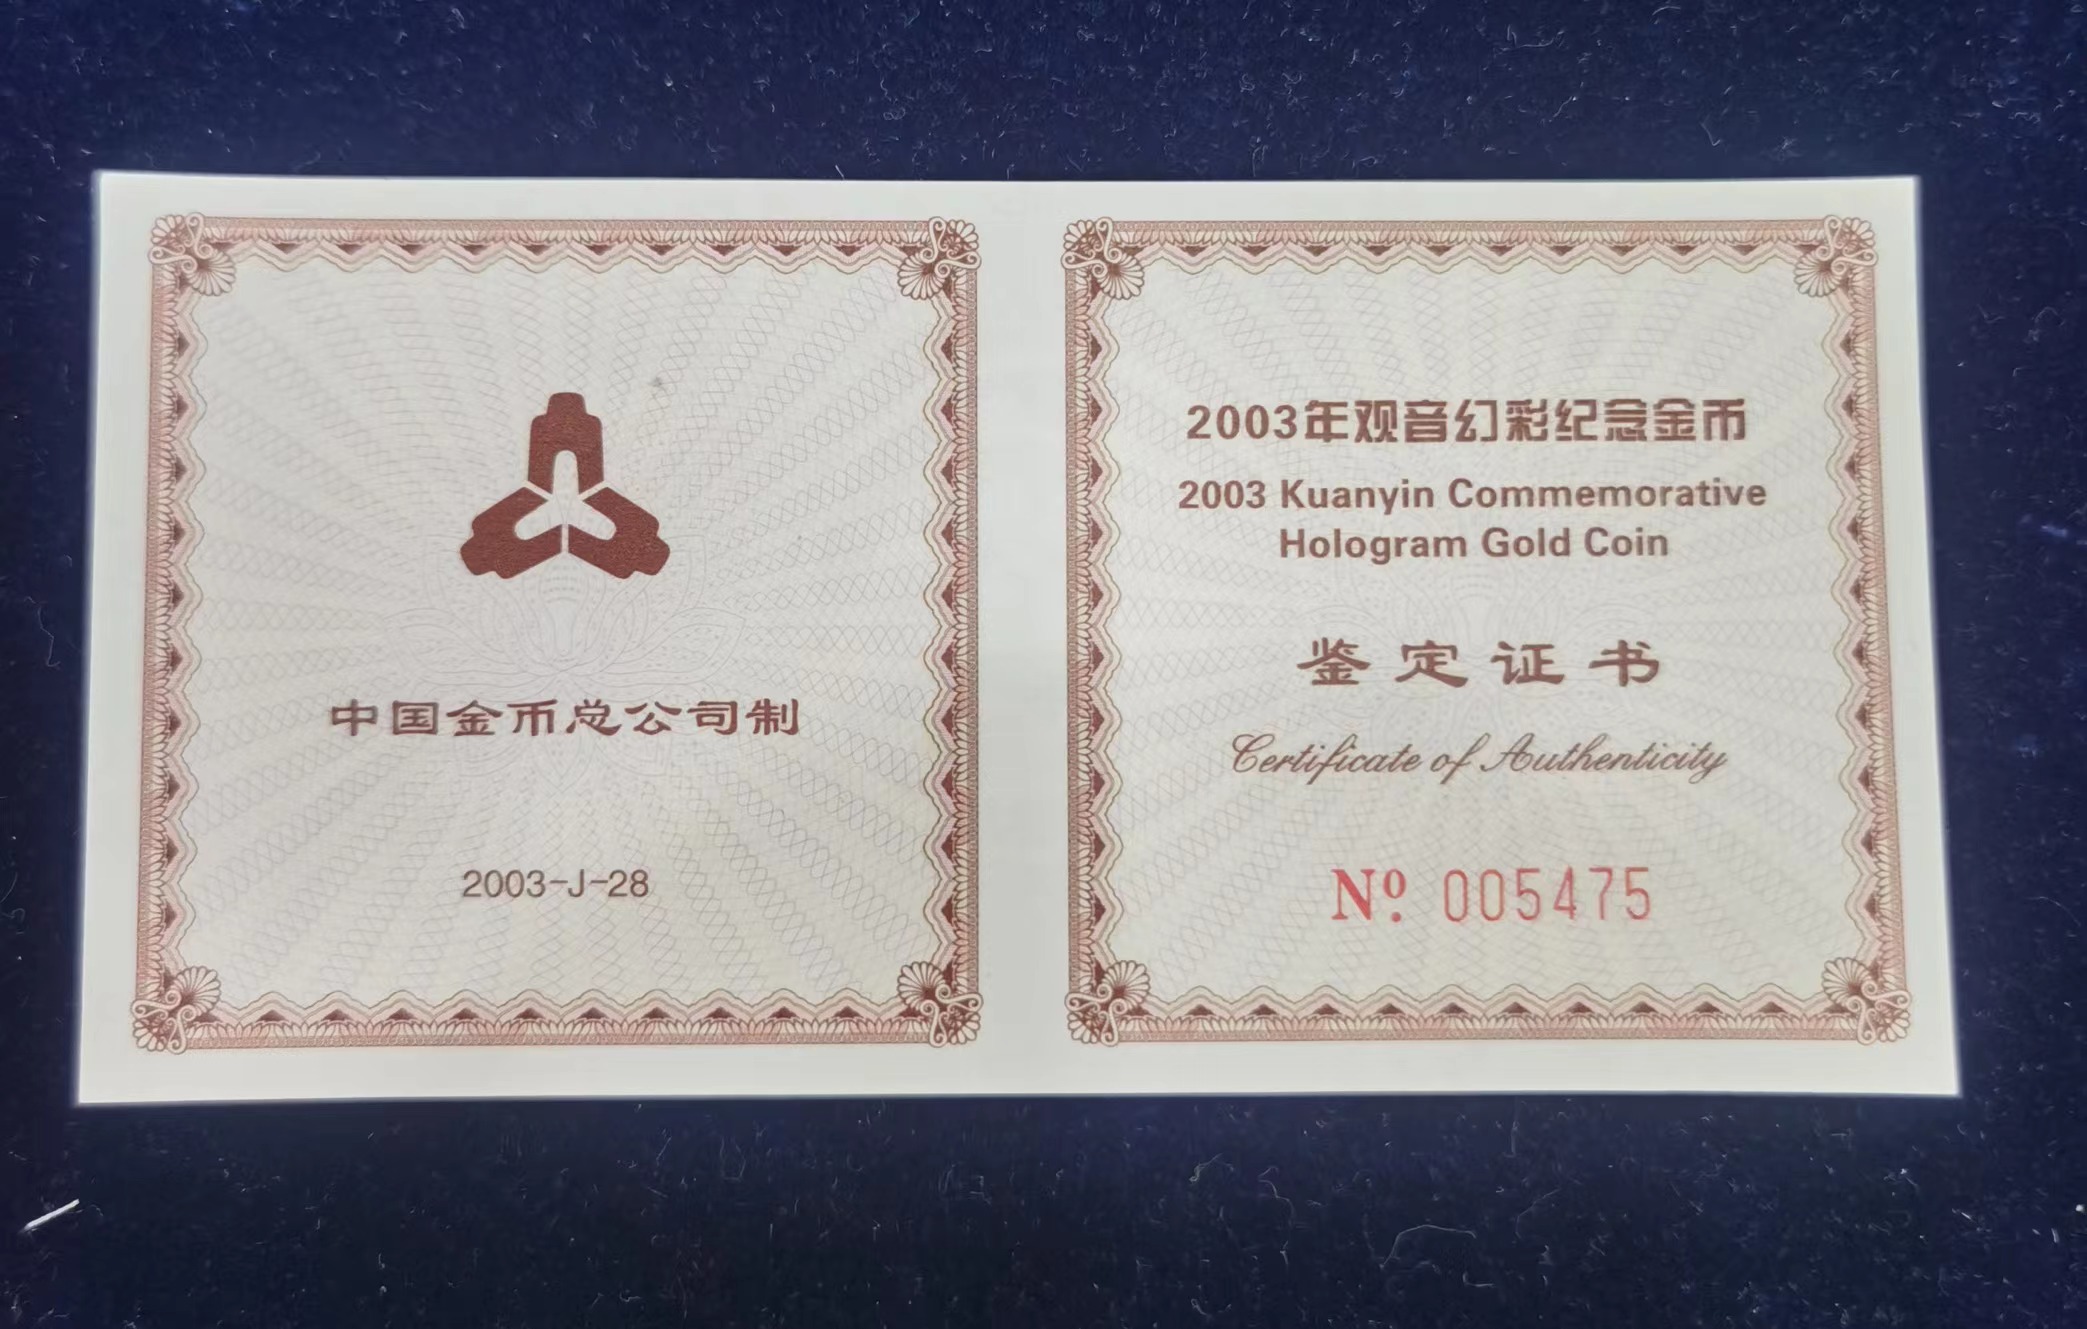 中国金币总公司制
2003-J-28
2003年观音幻彩纪念金币
2003 Kuanyin Commemorative
Hologram Gold Coin
鉴定证书
Certificate of Authenticity
Nº. 005475